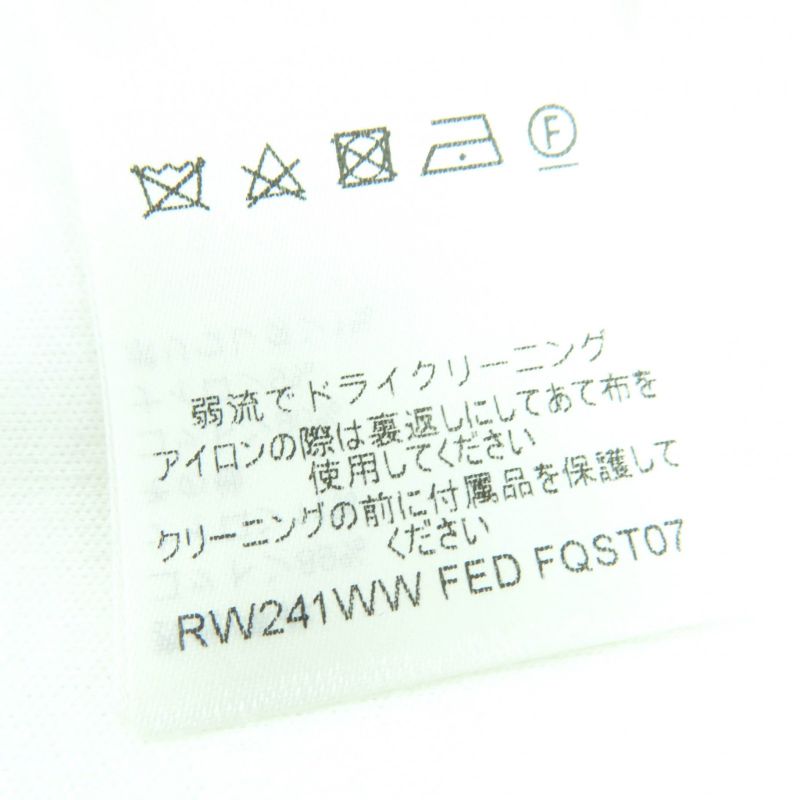 F
弱流でドライクリーニング
アイロンの際は裏返しにしてあて布を
使用してください
クリーニングの前に付属品を保護して
ください
RW241WW FED FQST07